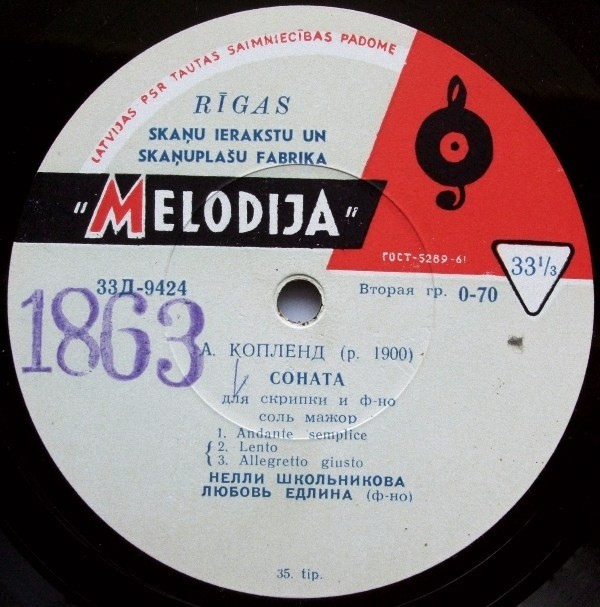 LATVIJAS PSR TAUTAS SAIMNIECĪBAS PADOME
RĪGAS
SKAŅU IERAKSTU UN
SKAŅUPLAŠU FABRIKA
"MELODIJA"
ГОСТ-5289-61
33⅓
33Д-9424
Вторая гр. 0-70
1863
А. КОПЛЕНД (р. 1900)
СОНАТА
для скрипки и ф-но
соль мажор
1. Andante semplice
2. Lento
3. Allegretto giusto
НЕЛЛИ ШКОЛЬНИКОВА
ЛЮБОВЬ ЕДЛИНА (ф-но)
35. tip.